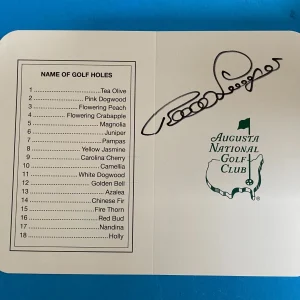 NAME OF GOLF HOLES
1 ........ Tea Olive
2 ........ Pink Dogwood
3 ........ Flowering Peach
4 ........ Flowering Crabapple
5 ........ Magnolia
6 ........ Juniper
7 ........ Pampas
8 ........ Yellow Jasmine
9 ........ Carolina Cherry
10 ........ Camellia
11 ........ White Dogwood
12 ........ Golden Bell
13 ........ Azalea
14 ........ Chinese Fir
15 ........ Fire Thorn
16 ........ Red Bud
17 ........ Nandina
18 ........ Holly
AUGUSTA
NATIONAL
GOLF
CLUB
®